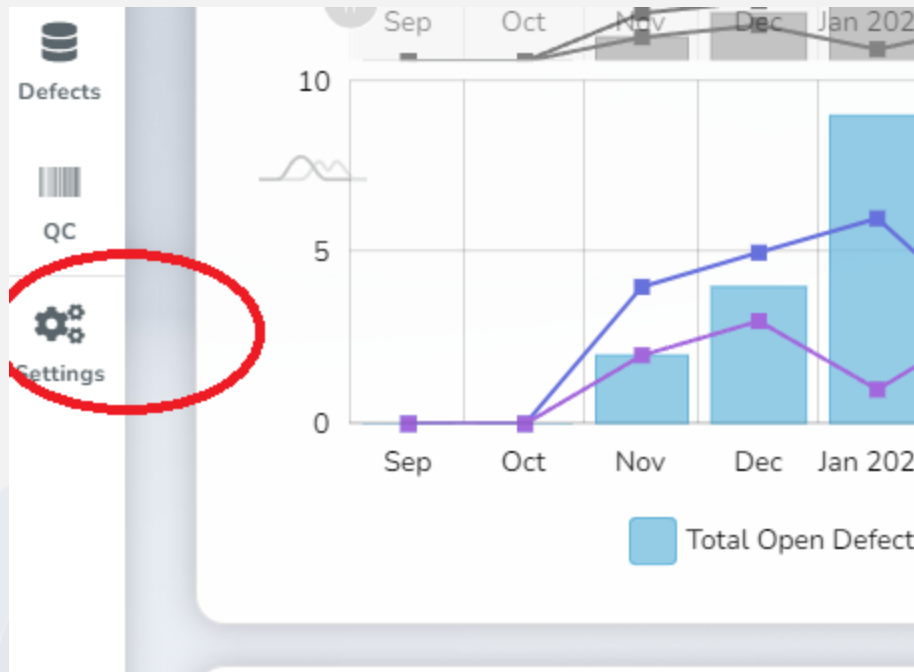 Sep Oct Nov Dec Jan 202
Defects
10
QC
5
Settings
0
Sep Oct Nov Dec Jan 202
Total Open Defect